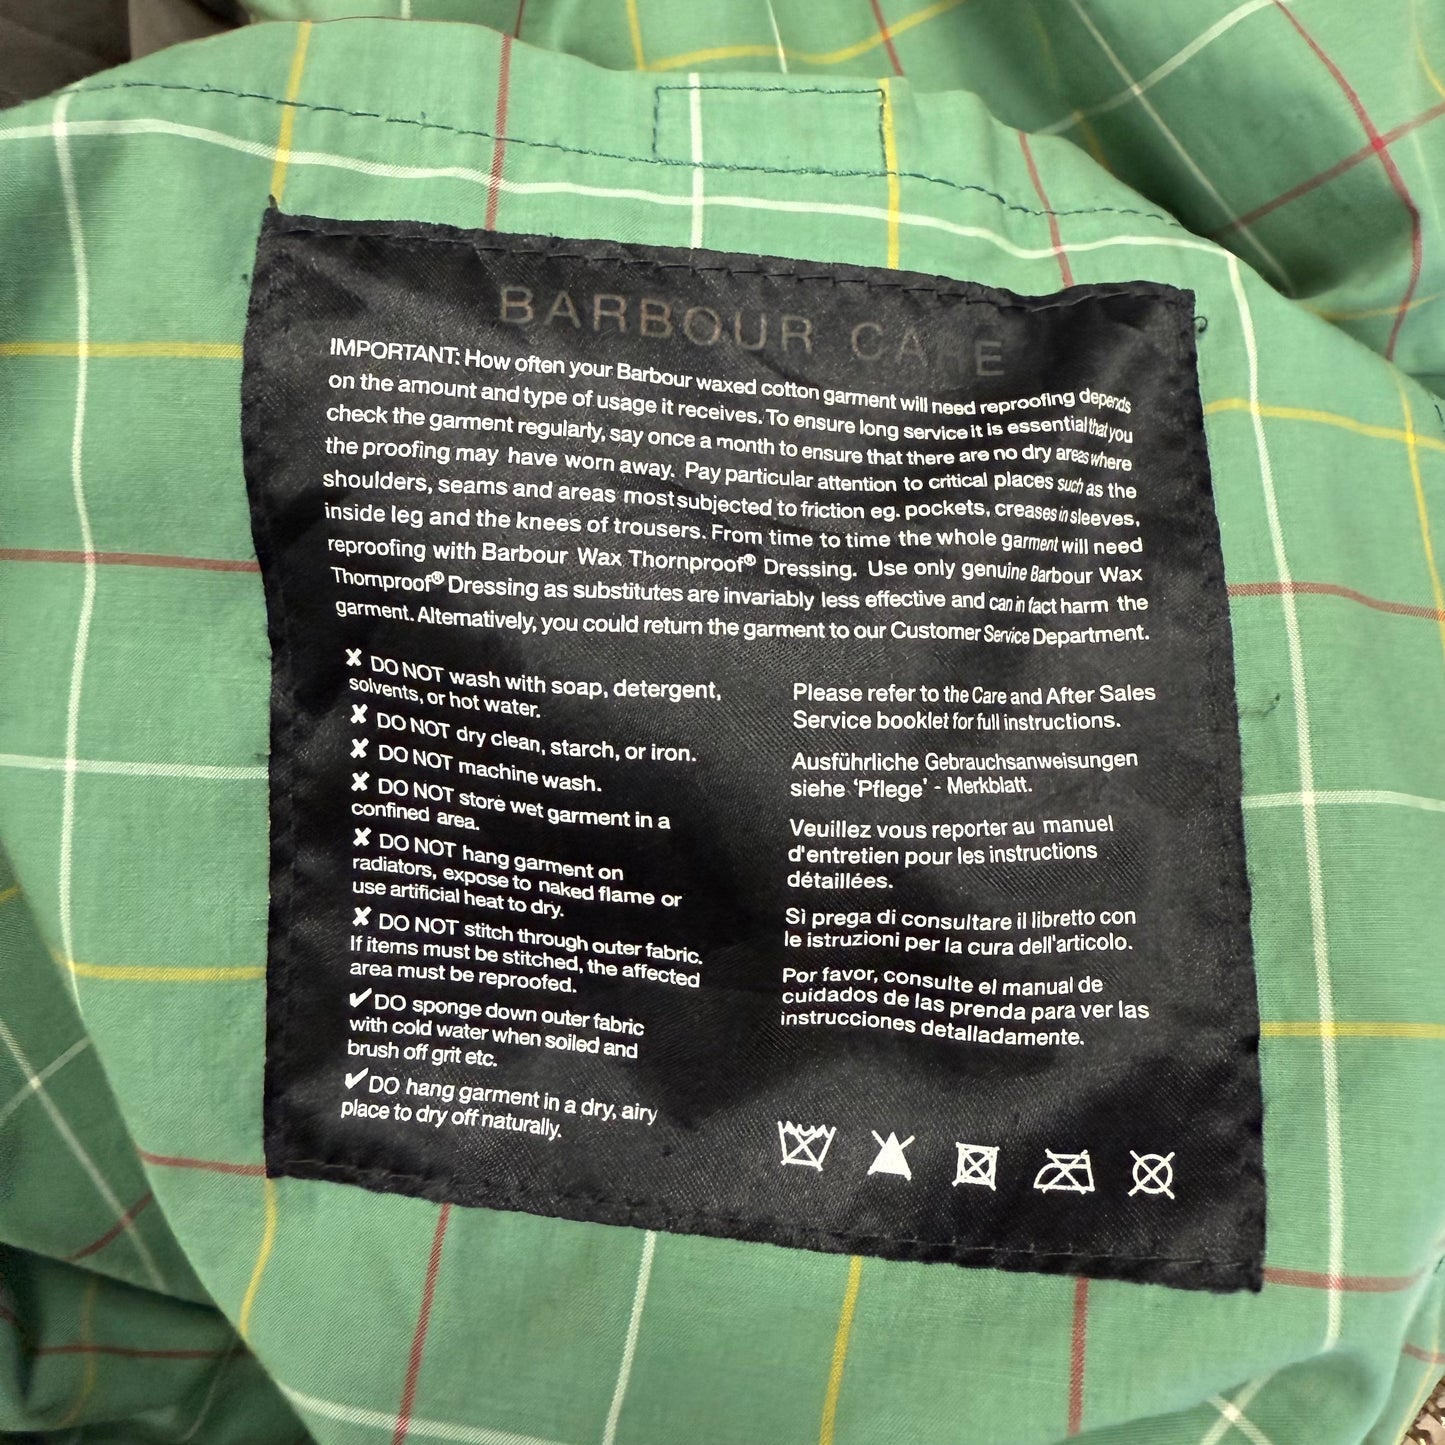 BARBOUR CARE
IMPORTANT: How often your Barbour waxed cotton garment will need reproofing depends
on the amount and type of usage it receives. To ensure long service it is essential that you
check the garment regularly, say once a month to ensure that there are no dry areas where
the proofing may have worn away. Pay particular attention to critical places such as the
shoulders, seams and areas most subjected to friction eg. pockets, creases in sleeves,
inside leg and the knees of trousers. From time to time the whole garment will need
reproofing with Barbour Wax Thornproof® Dressing. Use only genuine Barbour Wax
Thornproof® Dressing as substitutes are invariably less effective and can in fact harm the
garment. Alternatively, you could return the garment to our Customer Service Department.
✘ DO NOT wash with soap, detergent,
solvents, or hot water.
✘ DO NOT dry clean, starch, or iron.
✘ DO NOT machine wash.
✘ DO NOT store wet garment in a
confined area.
✘ DO NOT hang garment on
radiators, expose to naked flame or
use artificial heat to dry.
✘ DO NOT stitch through outer fabric.
If items must be stitched, the affected
area must be reproofed.
✔ DO sponge down outer fabric
with cold water when soiled and
brush off grit etc.
✔ DO hang garment in a dry, airy
place to dry off naturally.
Please refer to the Care and After Sales
Service booklet for full instructions.
Ausführliche Gebrauchsanweisungen
siehe 'Pflege' - Merkblatt.
Veuillez vous reporter au manuel
d'entretien pour les instructions
détaillées.
Sì prega di consultare il libretto con
le istruzioni per la cura dell'articolo.
Por favor, consulte el manual de
cuidados de las prenda para ver las
instrucciones detalladamente.